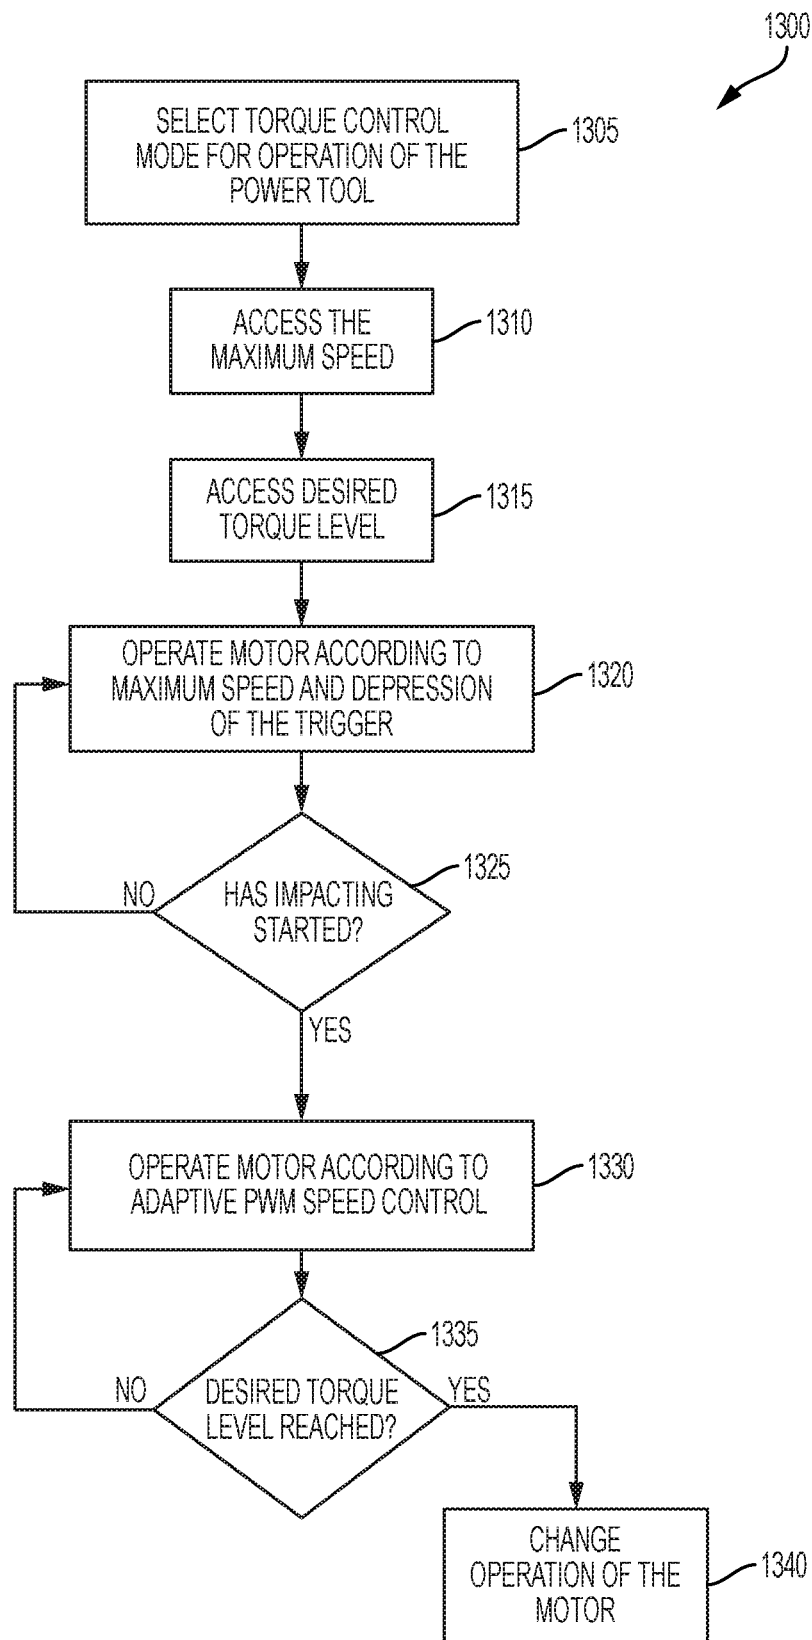 1300
SELECT TORQUE CONTROL
MODE FOR OPERATION OF THE
POWER TOOL
1305
ACCESS THE
MAXIMUM SPEED
1310
ACCESS DESIRED
TORQUE LEVEL
1315
OPERATE MOTOR ACCORDING TO
MAXIMUM SPEED AND DEPRESSION
OF THE TRIGGER
1320
HAS IMPACTING
STARTED?
1325
NO
YES
OPERATE MOTOR ACCORDING TO
ADAPTIVE PWM SPEED CONTROL
1330
DESIRED TORQUE
LEVEL REACHED?
1335
NO
YES
CHANGE
OPERATION OF THE
MOTOR
1340